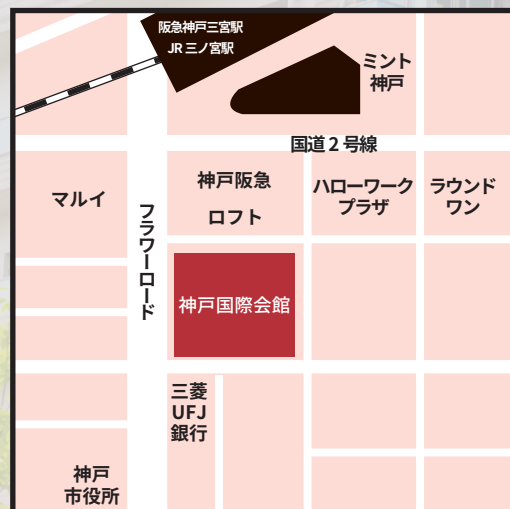 阪急神戸三宮駅
JR 三ノ宮駅
ミント
神戸
国道2号線
マルイ
フラワーロード
神戸阪急
ロフト
ハローワーク
プラザ
ラウンド
ワン
神戸国際会館
三菱
UFJ
銀行
神戸
市役所